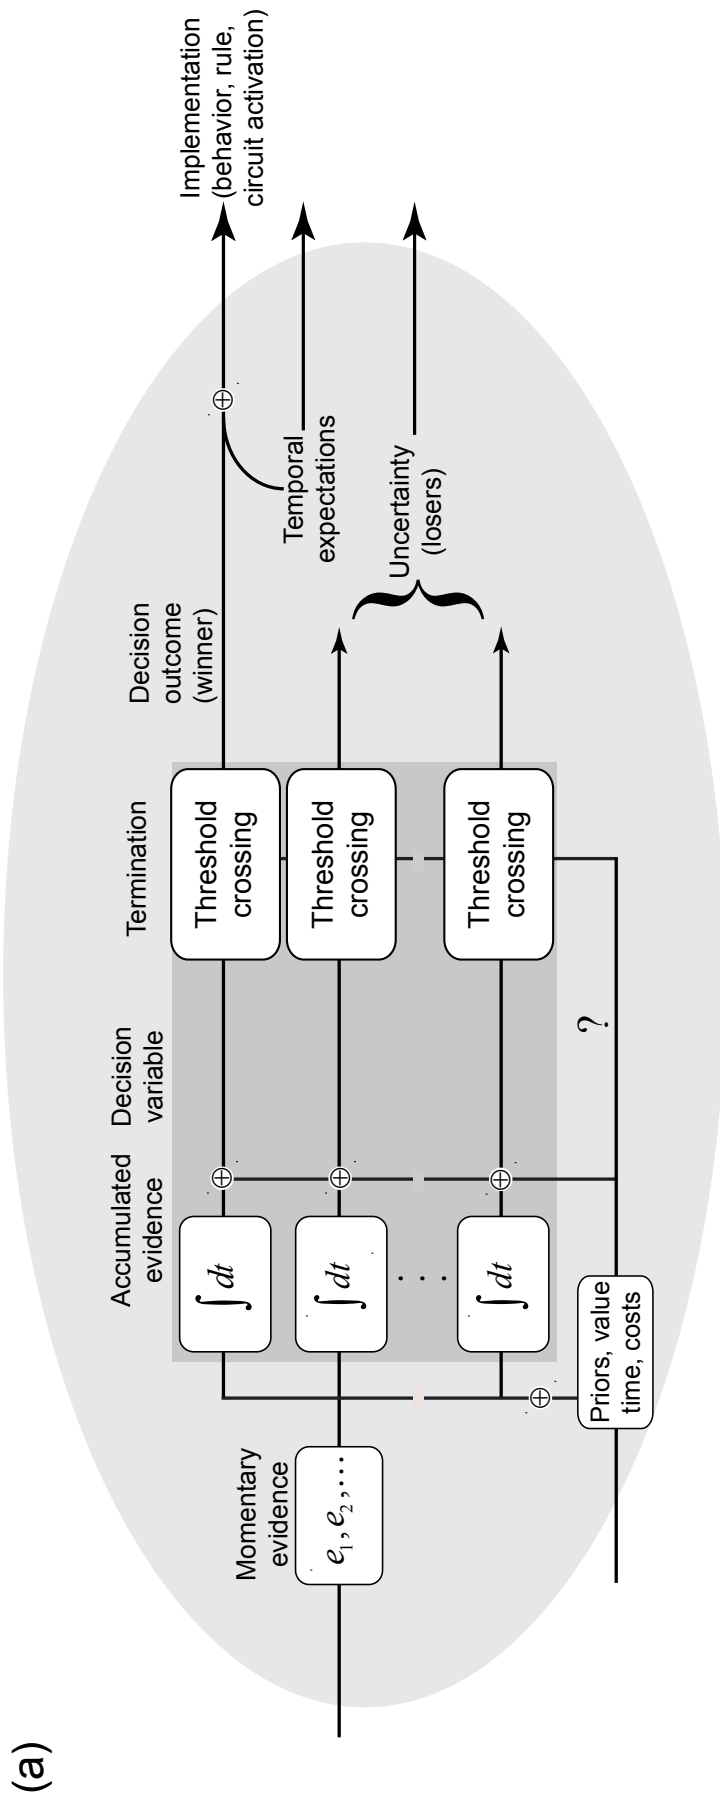 (a)
Momentary
evidence
e₁, e₂, ...
Accumulated
evidence
Decision
variable
Termination
Decision
outcome
(winner)
Implementation
(behavior, rule,
circuit activation)
∫ dt
Threshold
crossing
∫ dt
Threshold
crossing
. . .
∫ dt
Threshold
crossing
Temporal
expectations
Uncertainty
(losers)
Priors, value
time, costs
?